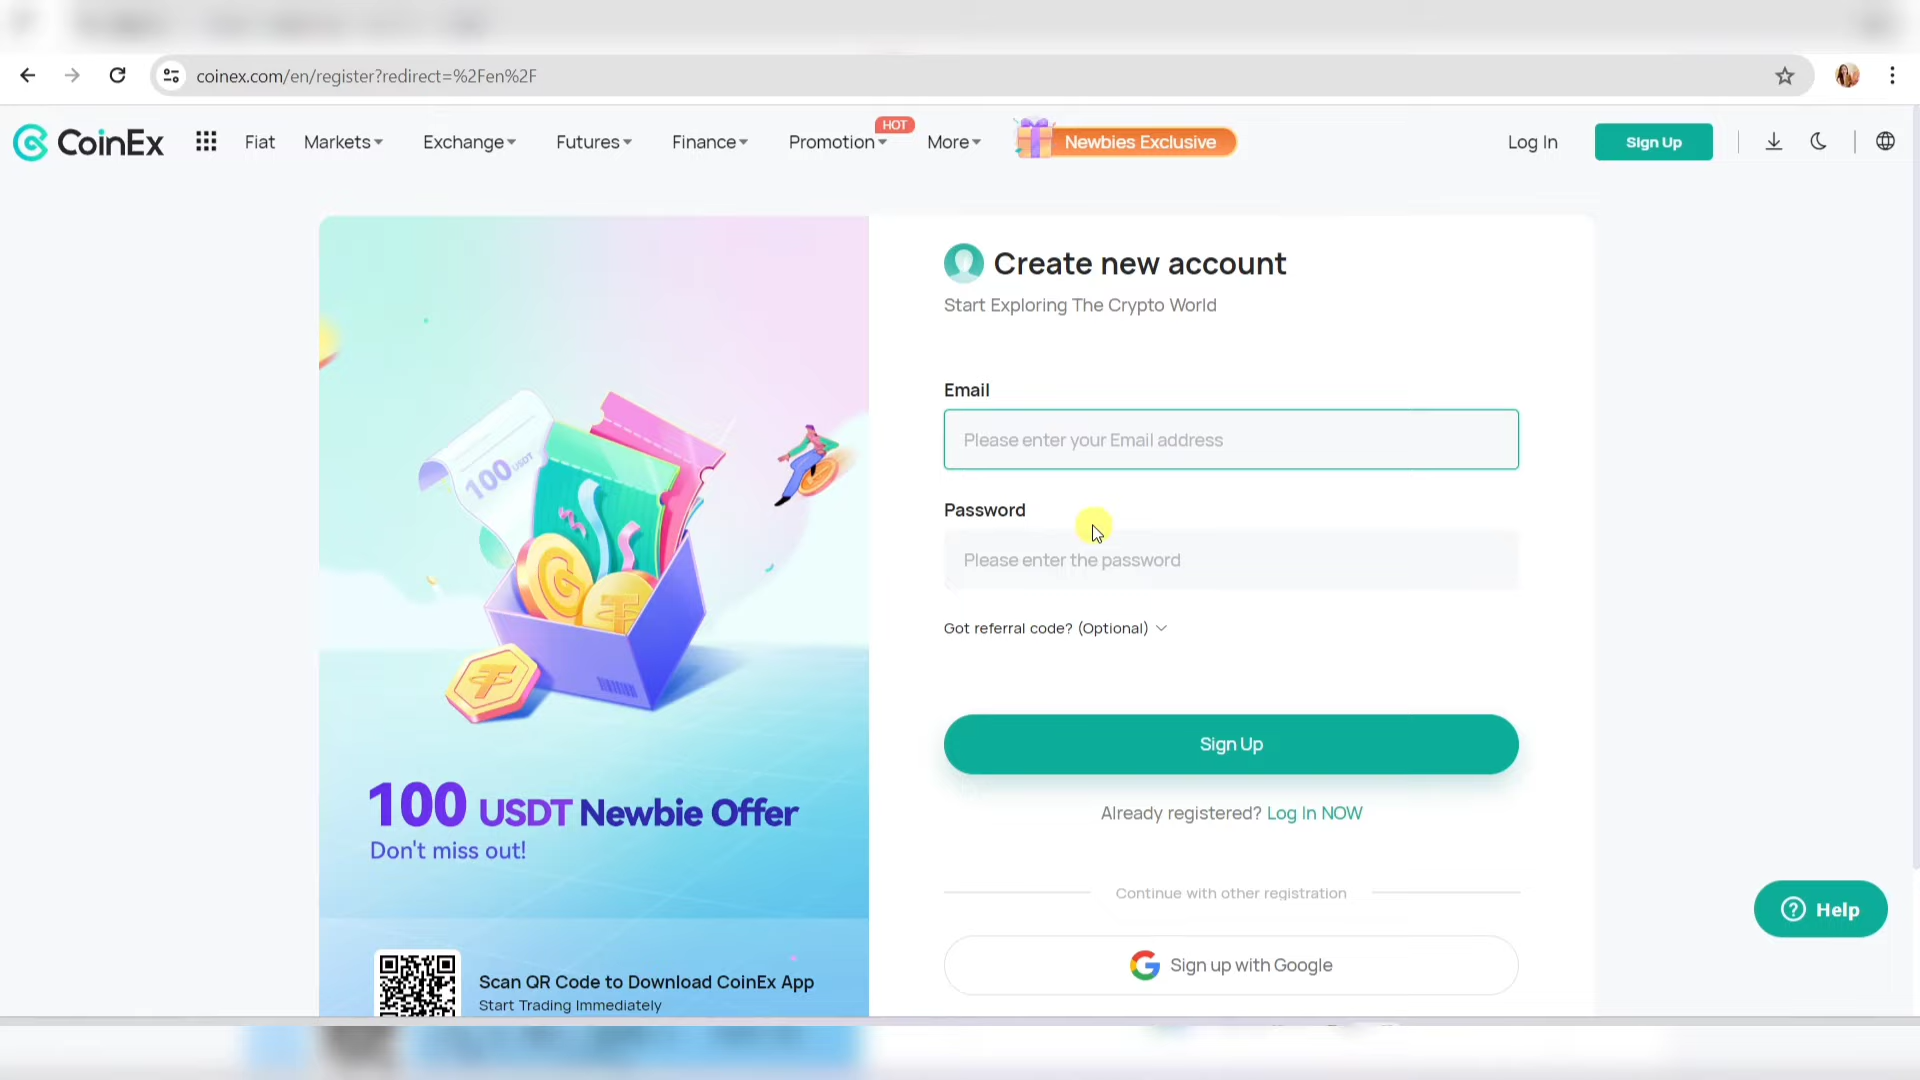 coinex.com/en/register?redirect=%2Fen%2F
CoinEx
Fiat
Markets
Exchange
Futures
Finance
Promotion
HOT
More
Newbies Exclusive
Log In
Sign Up
Create new account
Start Exploring The Crypto World
Email
Please enter your Email address
Password
Please enter the password
Got referral code? (Optional)
Sign Up
Already registered? Log In NOW
Continue with other registration
Sign up with Google
100 USDT
100 USDT Newbie Offer
Don't miss out!
Scan QR Code to Download CoinEx App
Start Trading Immediately
Help